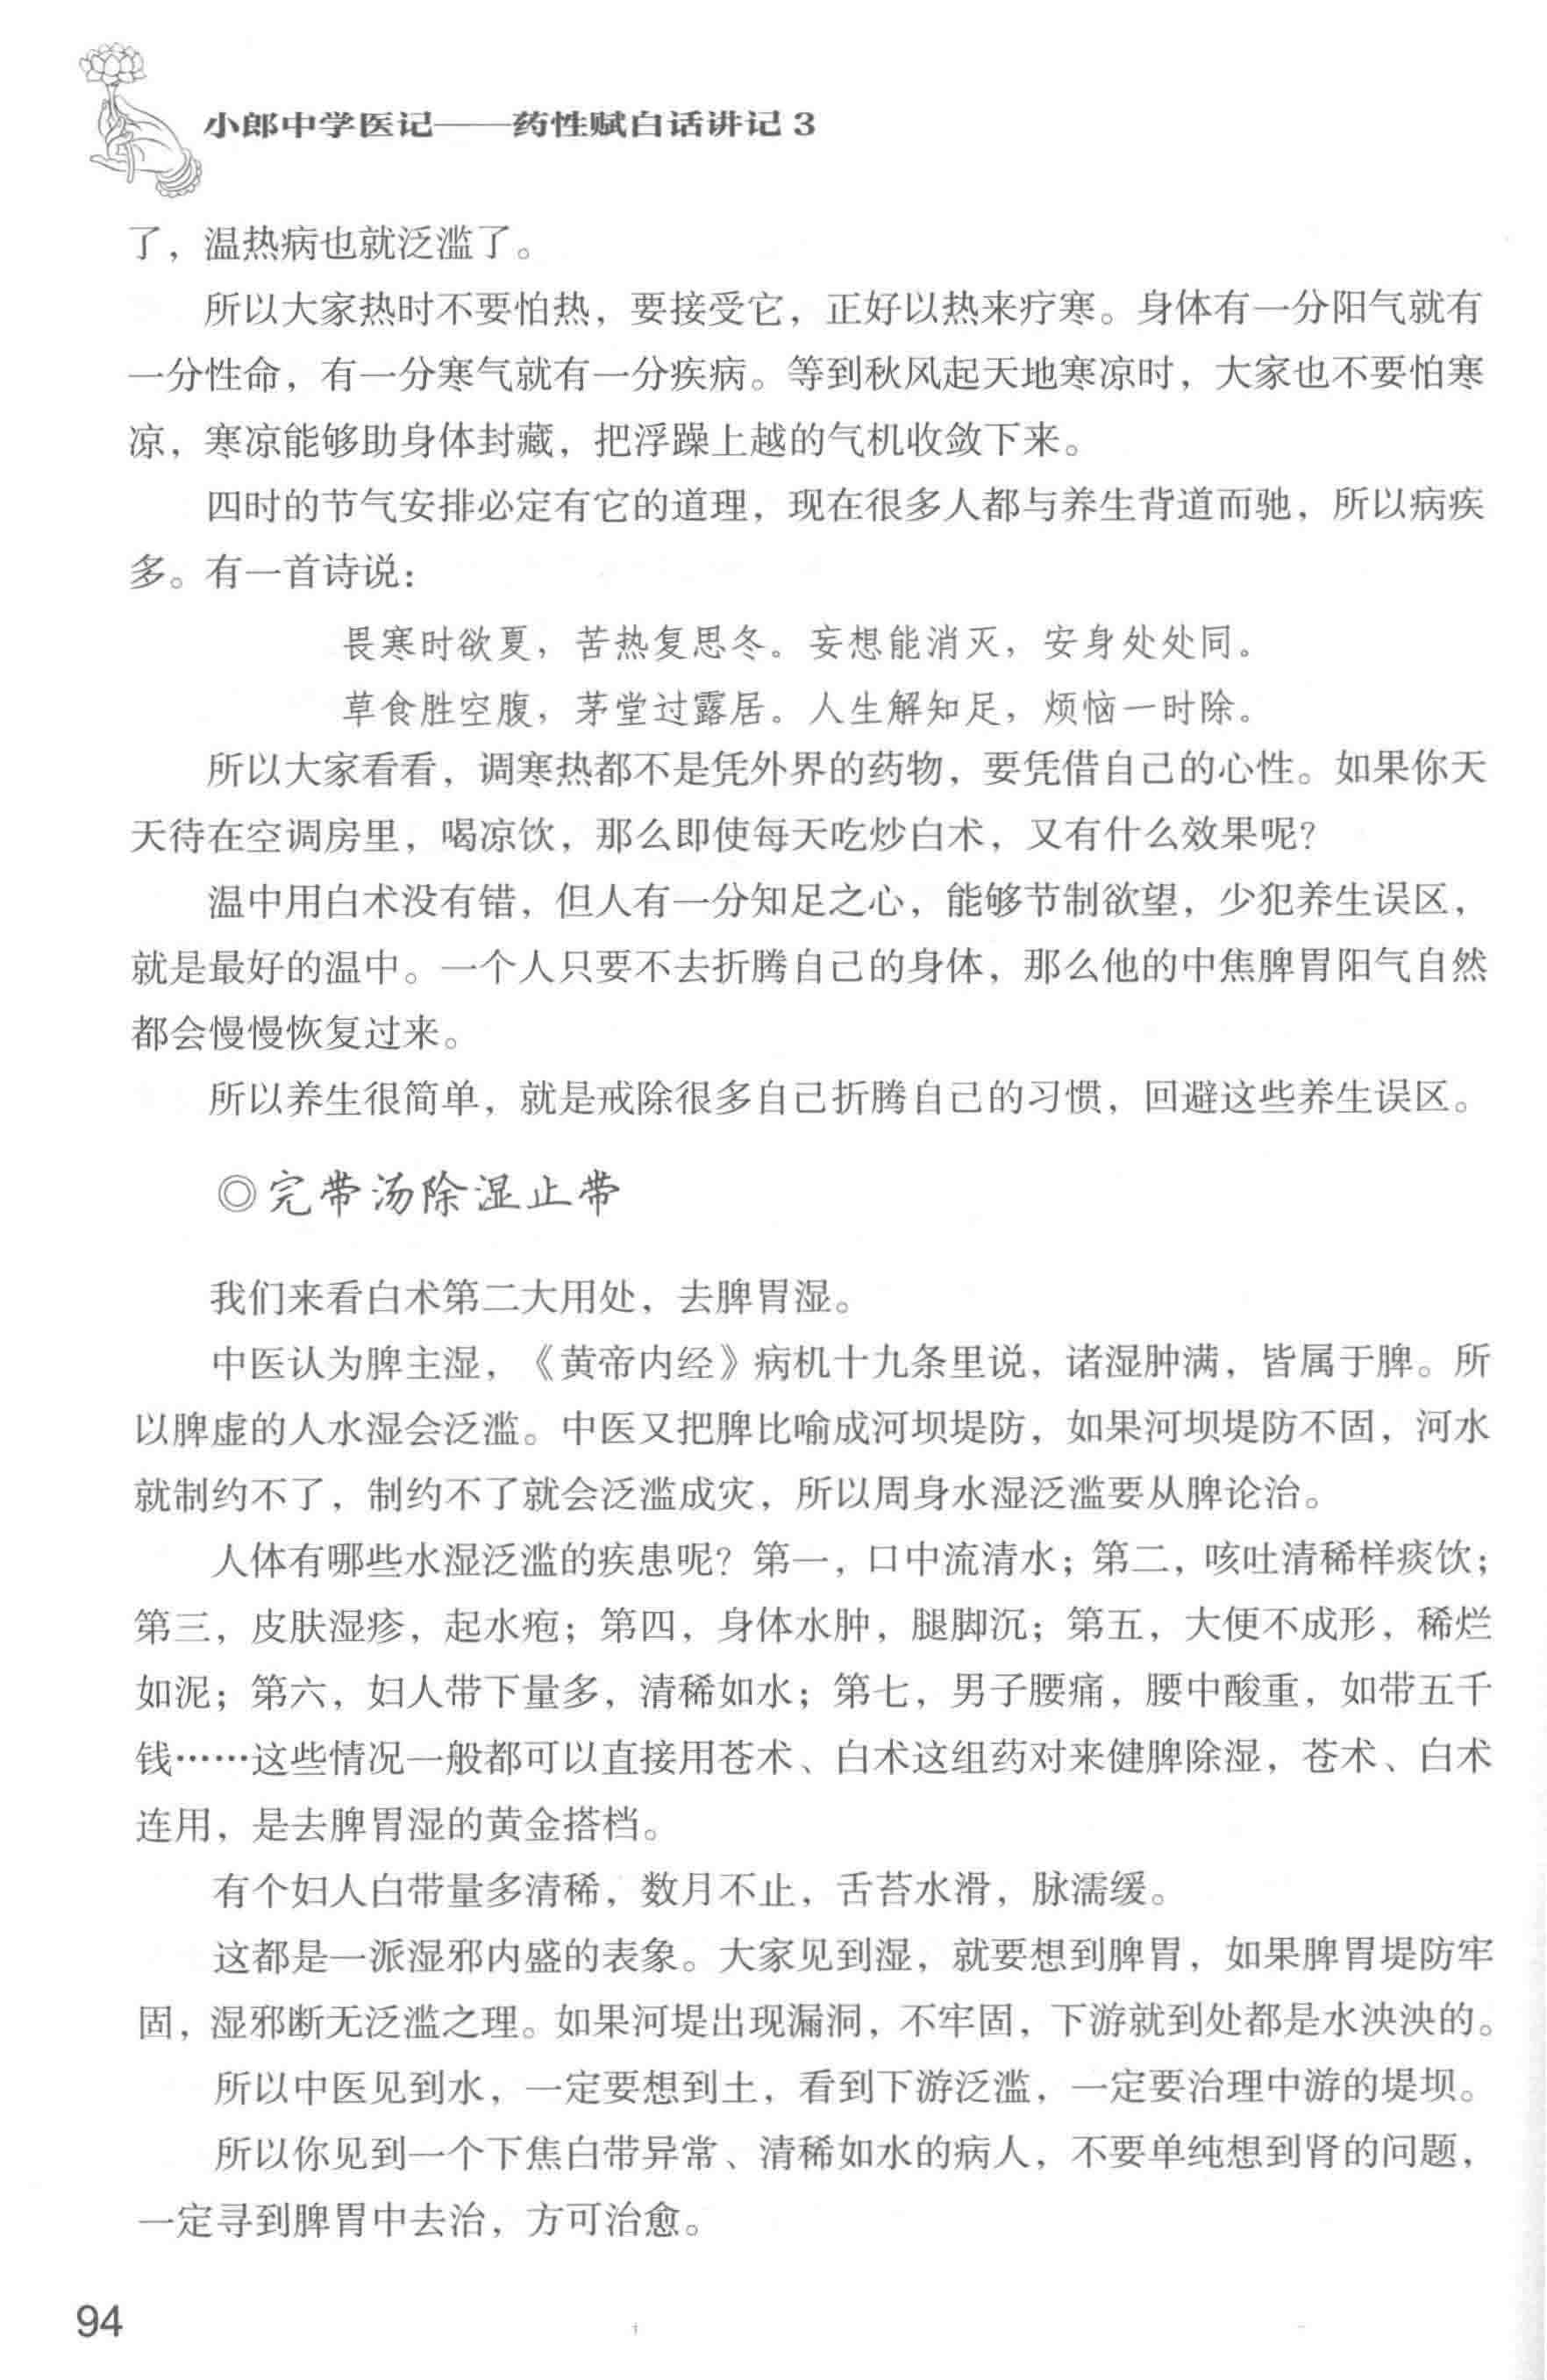 小郎中学医记——药性赋白话讲记3
了，温热病也就泛滥了。
所以大家热时不要怕热，要接受它，正好以热来疗寒。身体有一分阳气就有
一分性命，有一分寒气就有一分疾病。等到秋风起天地寒凉时，大家也不要怕寒
凉，寒凉能够助身体封藏，把浮躁上越的气机收敛下来。
四时的节气安排必定有它的道理，现在很多人都与养生背道而驰，所以病疾
多。有一首诗说：
畏寒时欲夏，苦热复思冬。妄想能消灭，安身处处同。
草食胜空腹，茅堂过露居。人生解知足，烦恼一时除。
所以大家看看，调寒热都不是凭外界的药物，要凭借自己的心性。如果你天
天待在空调房里，喝凉饮，那么即使每天吃炒白术，又有什么效果呢？
温中用白术没有错，但人有一分知足之心，能够节制欲望，少犯养生误区，
就是最好的温中。一个人只要不去折腾自己的身体，那么他的中焦脾胃阳气自然
都会慢慢恢复过来。
所以养生很简单，就是戒除很多自己折腾自己的习惯，回避这些养生误区。
◎完带汤除湿止带
我们来看白术第二大用处，去脾胃湿。
中医认为脾主湿，《黄帝内经》病机十九条里说，诸湿肿满，皆属于脾。所
以脾虚的人水湿会泛滥。中医又把脾比喻成河坝堤防，如果河坝堤防不固，河水
就制约不了，制约不了就会泛滥成灾，所以周身水湿泛滥要从脾论治。
人体有哪些水湿泛滥的疾患呢？第一，口中流清水；第二，咳吐清稀样痰饮；
第三，皮肤湿疹，起水疱；第四，身体水肿，腿脚沉；第五，大便不成形，稀烂
如泥；第六，妇人带下量多，清稀如水；第七，男子腰痛，腰中酸重，如带五千
钱……这些情况一般都可以直接用苍术、白术这组药对来健脾除湿，苍术、白术
连用，是去脾胃湿的黄金搭档。
有个妇人白带量多清稀，数月不止，舌苔水滑，脉濡缓。
这都是一派湿邪内盛的表象。大家见到湿，就要想到脾胃，如果脾胃堤防牢
固，湿邪断无泛滥之理。如果河堤出现漏洞，不牢固，下游就到处都是水泱泱的。
所以中医见到水，一定要想到土，看到下游泛滥，一定要治理中游的堤坝。
所以你见到一个下焦白带异常、清稀如水的病人，不要单纯想到肾的问题，
一定寻到脾胃中去治，方可治愈。
94